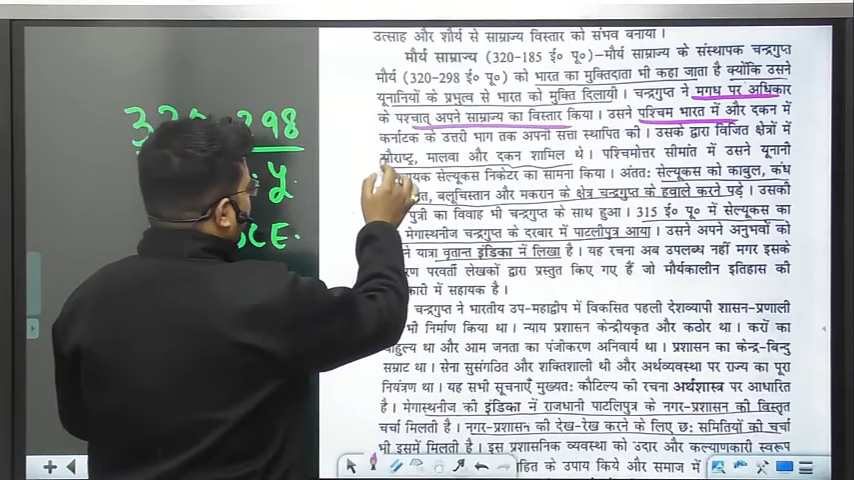 उत्साह और शौर्य से साम्राज्य विस्तार को संभव बनाया ।
मौर्य साम्राज्य (320-185 ई० पू०)–मौर्य साम्राज्य के संस्थापक चन्द्रगुप्त
मौर्य (320-298 ई० पू०) को भारत का मुक्तिदाता भी कहा जाता है क्योंकि उसने
यूनानियों के प्रभुत्व से भारत को मुक्ति दिलायी । चन्द्रगुप्त ने मगध पर अधिकार
के पश्चात् अपने साम्राज्य का विस्तार किया । उसने पश्चिम भारत में और दकन में
कर्नाटक के उत्तरी भाग तक अपनी सत्ता स्थापित की । उसके द्वारा विजित क्षेत्रों में
सौराष्ट्र, मालवा और दकन शामिल थे । पश्चिमोत्तर सीमांत में उसने यूनानी
सेल्यूकस निकेटर का सामना किया । अंतत: सेल्यूकस को काबुल, कंध
बलूचिस्तान और मकरान के क्षेत्र चन्द्रगुप्त के हवाले करने पड़े । उसकी
पुत्री का विवाह भी चन्द्रगुप्त के साथ हुआ । 315 ई० पू० में सेल्यूकस का
मेगास्थनीज चन्द्रगुप्त के दरबार में पाटलीपुत्र आया । उसने अपने अनुभवों को
यात्रा वृतान्त इंडिका में लिखा है । यह रचना अब उपलब्ध नहीं मगर इसके
परवर्ती लेखकों द्वारा प्रस्तुत किए गए हैं जो मौर्यकालीन इतिहास की
में सहायक है ।
चन्द्रगुप्त ने भारतीय उप-महाद्वीप में विकसित पहली देशव्यापी शासन-प्रणाली
भी निर्माण किया था । न्याय प्रशासन केन्द्रीयकृत और कठोर था । करों का
बाहुल्य था और आम जनता का पंजीकरण अनिवार्य था । प्रशासन का केन्द्र-बिन्दु
सम्राट था । सेना सुसंगठित और शक्तिशाली थी और अर्थव्यवस्था पर राज्य का पूरा
नियंत्रण था । यह सभी सूचनाएँ मुख्यत: कौटिल्य की रचना अर्थशास्त्र पर आधारित
है । मेगास्थनीज की इंडिका में राजधानी पाटलिपुत्र के नगर-प्रशासन की विस्तृत
चर्चा मिलती है । नगर-प्रशासन की देख-रेख करने के लिए छ: समितियों की चर्चा
भी इसमें मिलती है । इस प्रशासनिक व्यवस्था को उदार और कल्याणकारी स्वरूप
के उपाय किये और समाज में
298
CE.